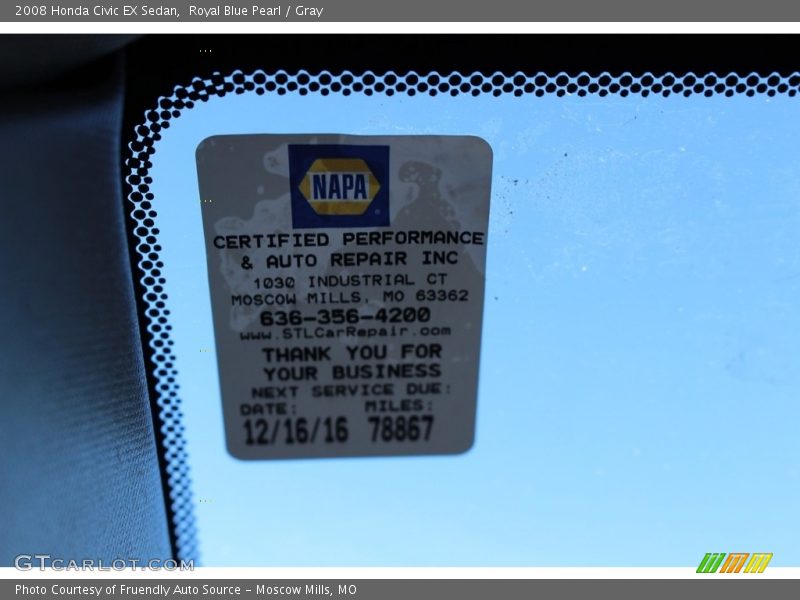 2008 Honda Civic EX Sedan, Royal Blue Pearl / Gray
NAPA
CERTIFIED PERFORMANCE
& AUTO REPAIR INC
1030 INDUSTRIAL CT
MOSCOW MILLS, MO 63362
636-356-4200
www.STLCarRepair.com
THANK YOU FOR
YOUR BUSINESS
NEXT SERVICE DUE:
DATE: MILES:
12/16/16 78867
GTCARLOT.COM
Photo Courtesy of Fruendly Auto Source - Moscow Mills, MO